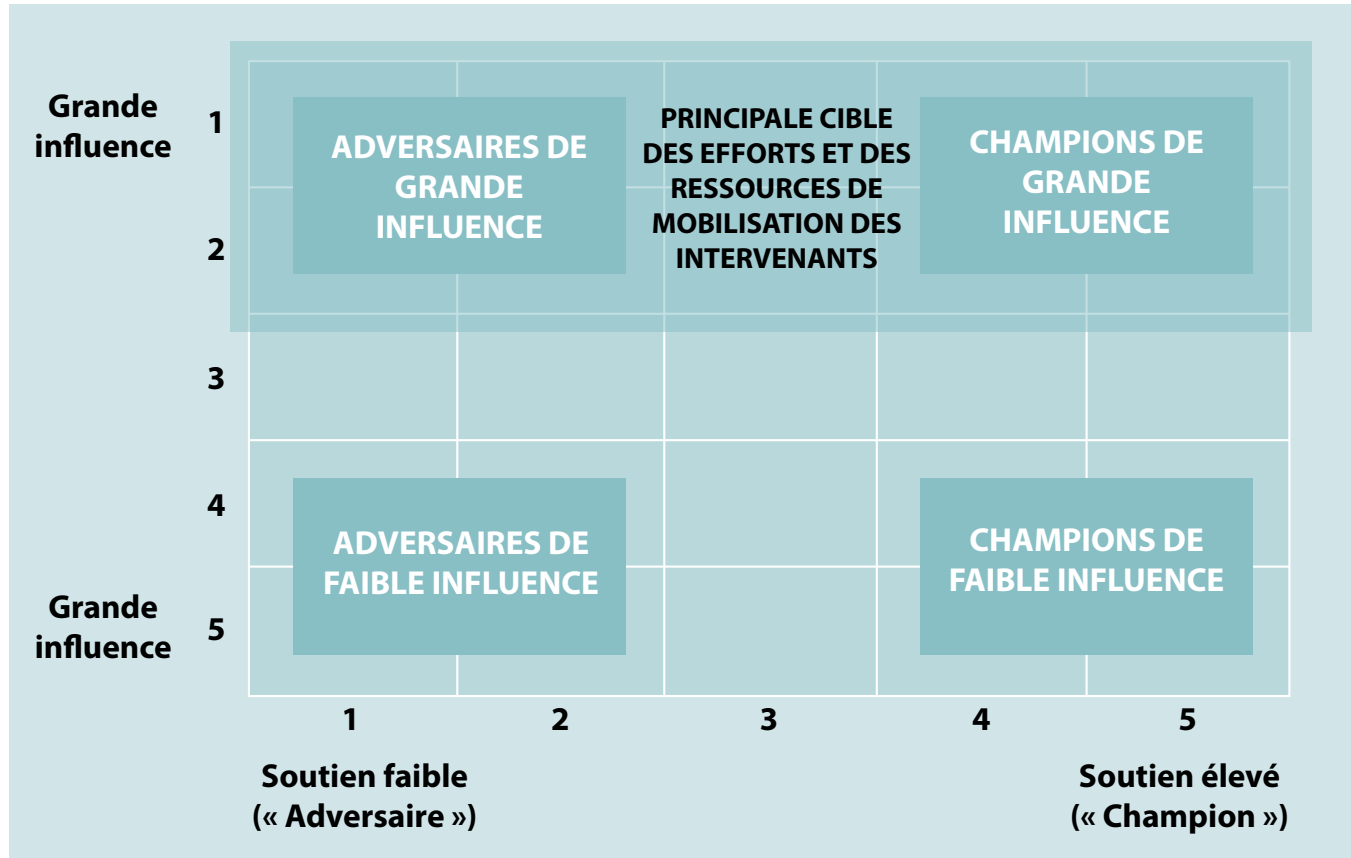 Grande
influence
1
2
3
4
Grande
influence
5
ADVERSAIRES DE
GRANDE
INFLUENCE
PRINCIPALE CIBLE
DES EFFORTS ET DES
RESSOURCES DE
MOBILISATION DES
INTERVENANTS
CHAMPIONS DE
GRANDE
INFLUENCE
ADVERSAIRES DE
FAIBLE INFLUENCE
CHAMPIONS DE
FAIBLE INFLUENCE
1
2
3
4
5
Soutien faible
(« Adversaire »)
Soutien élevé
(« Champion »)